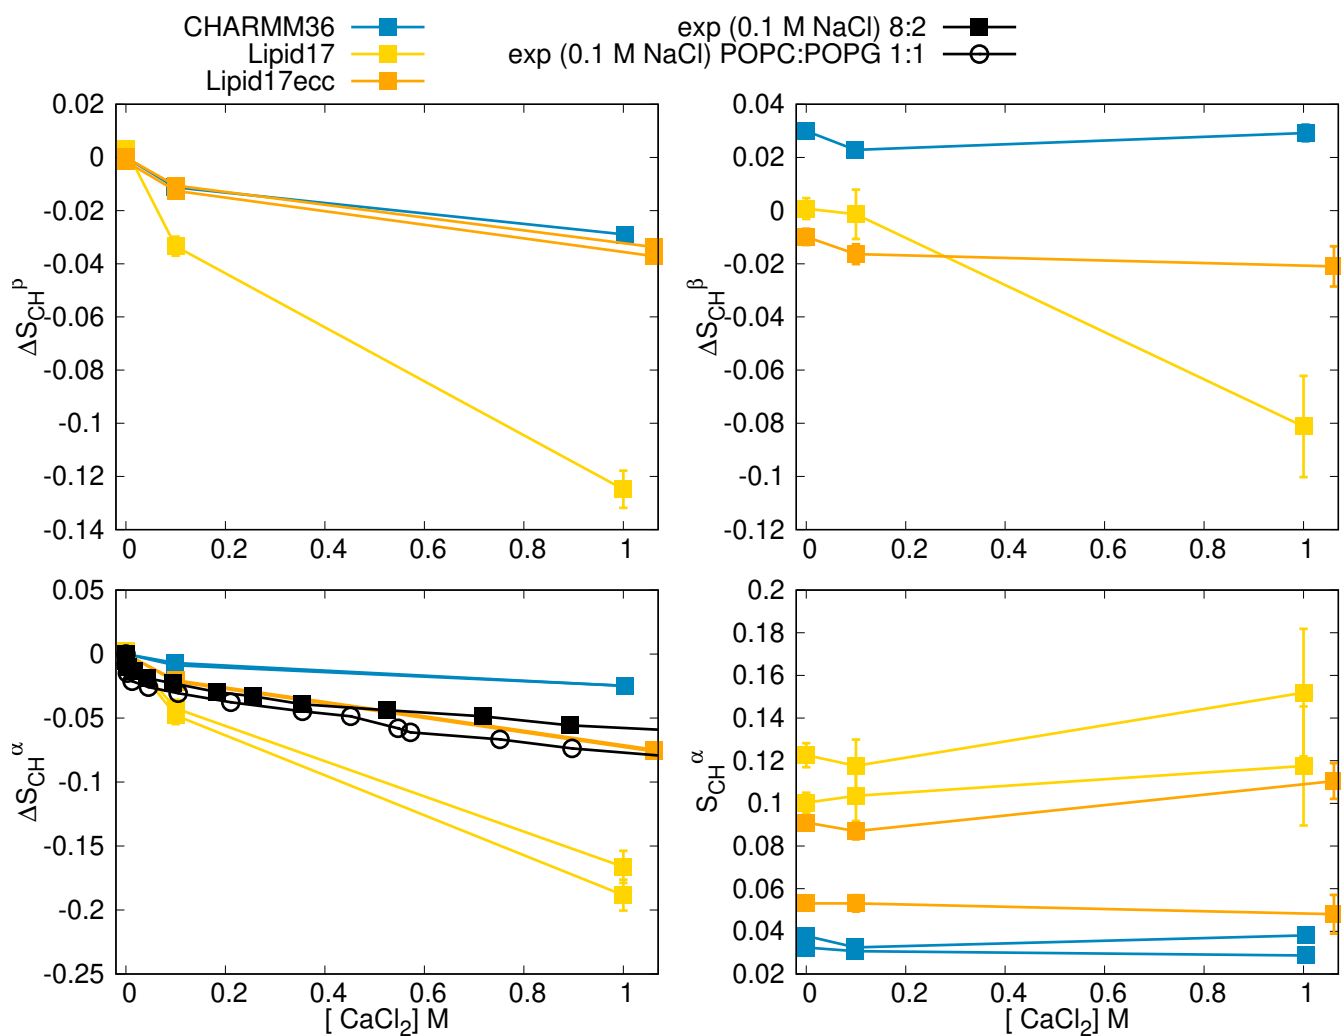 CHARMM36
Lipid17
Lipid17ecc
exp (0.1 M NaCl) 8:2
exp (0.1 M NaCl) POPC:POPG 1:1
0.02
0
-0.02
-0.04
-0.06
-0.08
-0.1
-0.12
-0.14
ΔS_CH^β
0 0.2 0.4 0.6 0.8 1
0.04
0.02
0
-0.02
-0.04
-0.06
-0.08
-0.1
-0.12
ΔS_CH^β
0 0.2 0.4 0.6 0.8 1
0.05
0
-0.05
-0.1
-0.15
-0.2
-0.25
ΔS_CH^α
0 0.2 0.4 0.6 0.8 1
[ CaCl₂] M
0.2
0.18
0.16
0.14
0.12
0.1
0.08
0.06
0.04
0.02
S_CH^α
0 0.2 0.4 0.6 0.8 1
[ CaCl₂] M